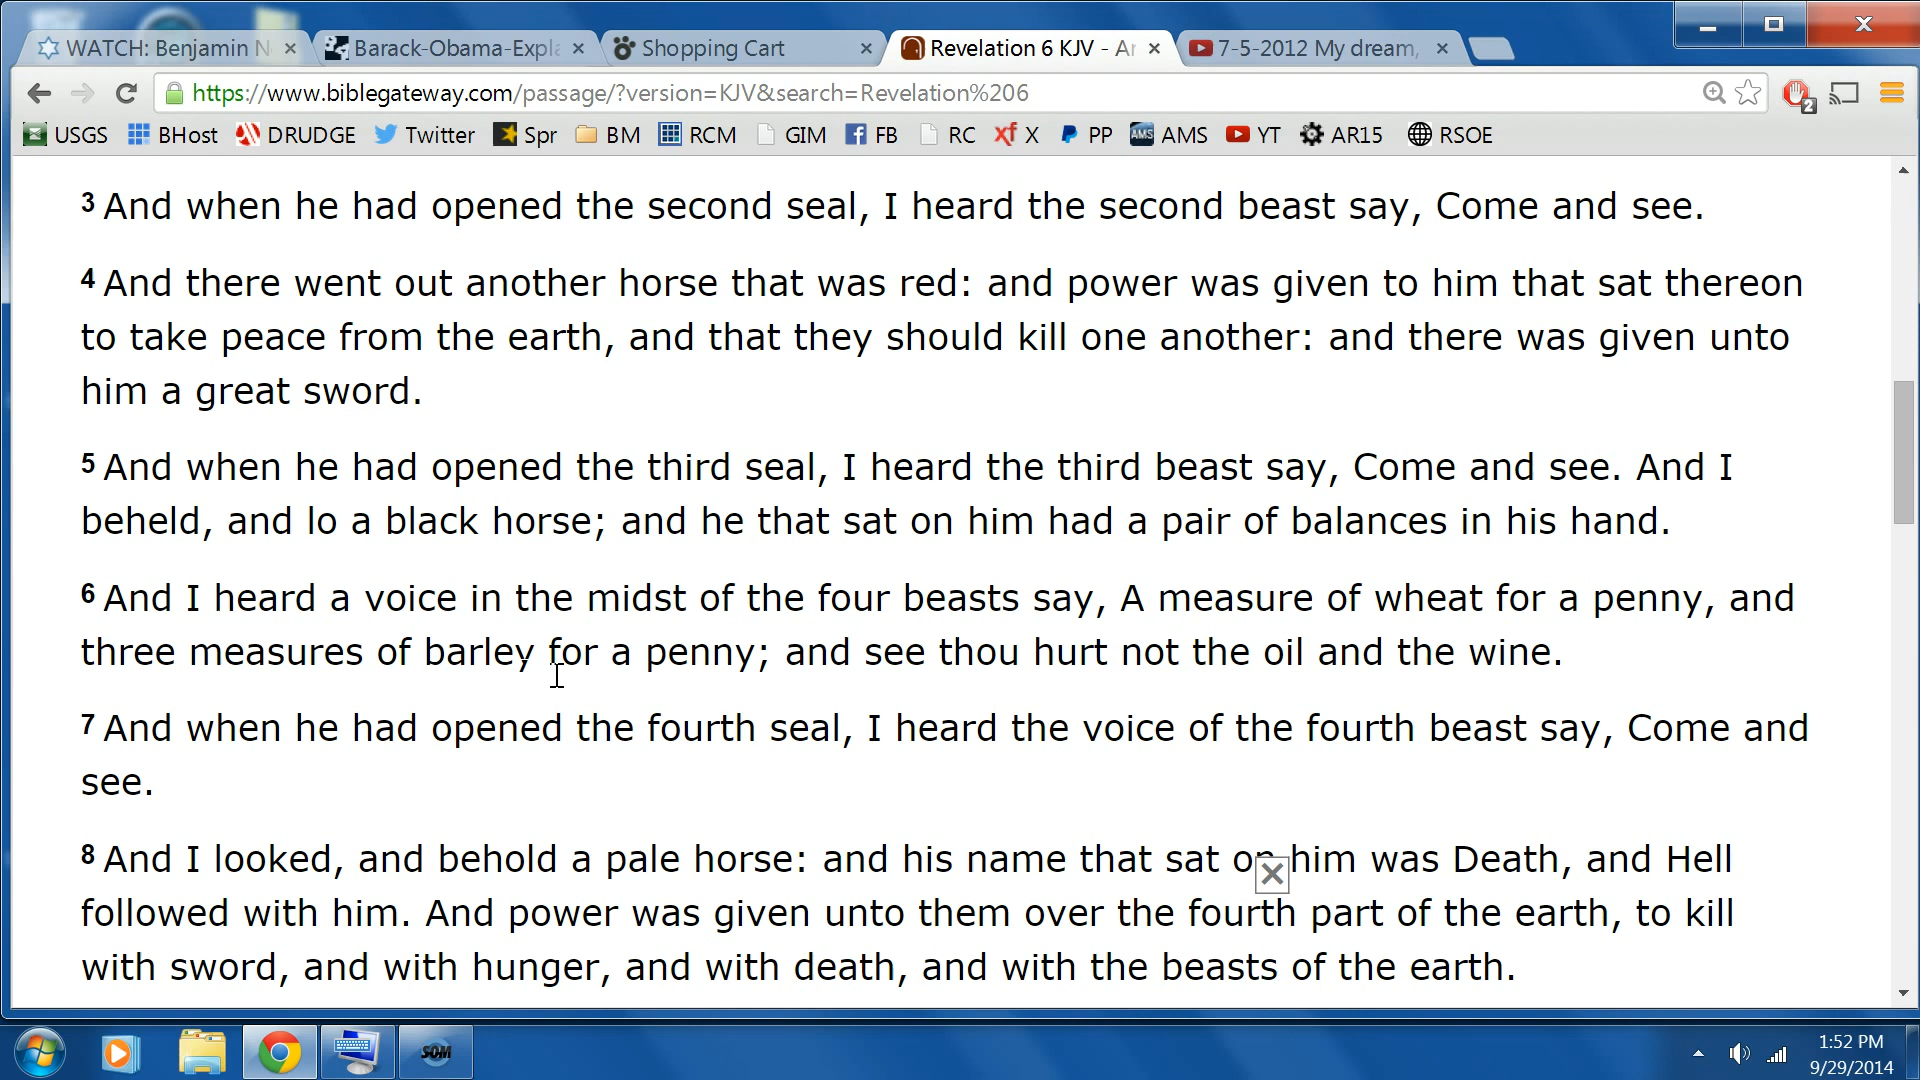 WATCH: Benjamin N
Barack-Obama-Expla
Shopping Cart
Revelation 6 KJV - Ar
7-5-2012 My dream,
https://www.biblegateway.com/passage/?version=KJV&search=Revelation%206
2
USGS BHost DRUDGE Twitter Spr BM RCM GIM FB RC xf X PP AMS AMS YT AR15 RSOE
3 And when he had opened the second seal, I heard the second beast say, Come and see.
4 And there went out another horse that was red: and power was given to him that sat thereon
to take peace from the earth, and that they should kill one another: and there was given unto
him a great sword.
5 And when he had opened the third seal, I heard the third beast say, Come and see. And I
beheld, and lo a black horse; and he that sat on him had a pair of balances in his hand.
6 And I heard a voice in the midst of the four beasts say, A measure of wheat for a penny, and
three measures of barley for a penny; and see thou hurt not the oil and the wine.
7 And when he had opened the fourth seal, I heard the voice of the fourth beast say, Come and
see.
8 And I looked, and behold a pale horse: and his name that sat on him was Death, and Hell
followed with him. And power was given unto them over the fourth part of the earth, to kill
with sword, and with hunger, and with death, and with the beasts of the earth.
SOM
1:52 PM
9/29/2014